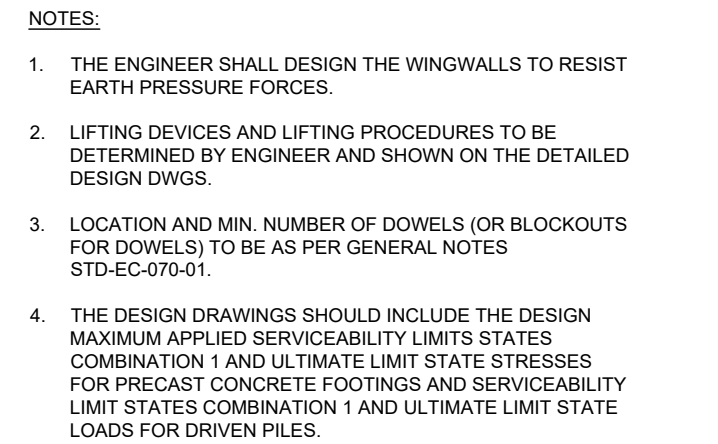 NOTES:
1. THE ENGINEER SHALL DESIGN THE WINGWALLS TO RESIST
EARTH PRESSURE FORCES.
2. LIFTING DEVICES AND LIFTING PROCEDURES TO BE
DETERMINED BY ENGINEER AND SHOWN ON THE DETAILED
DESIGN DWGS.
3. LOCATION AND MIN. NUMBER OF DOWELS (OR BLOCKOUTS
FOR DOWELS) TO BE AS PER GENERAL NOTES
STD-EC-070-01.
4. THE DESIGN DRAWINGS SHOULD INCLUDE THE DESIGN
MAXIMUM APPLIED SERVICEABILITY LIMITS STATES
COMBINATION 1 AND ULTIMATE LIMIT STATE STRESSES
FOR PRECAST CONCRETE FOOTINGS AND SERVICEABILITY
LIMIT STATES COMBINATION 1 AND ULTIMATE LIMIT STATE
LOADS FOR DRIVEN PILES.